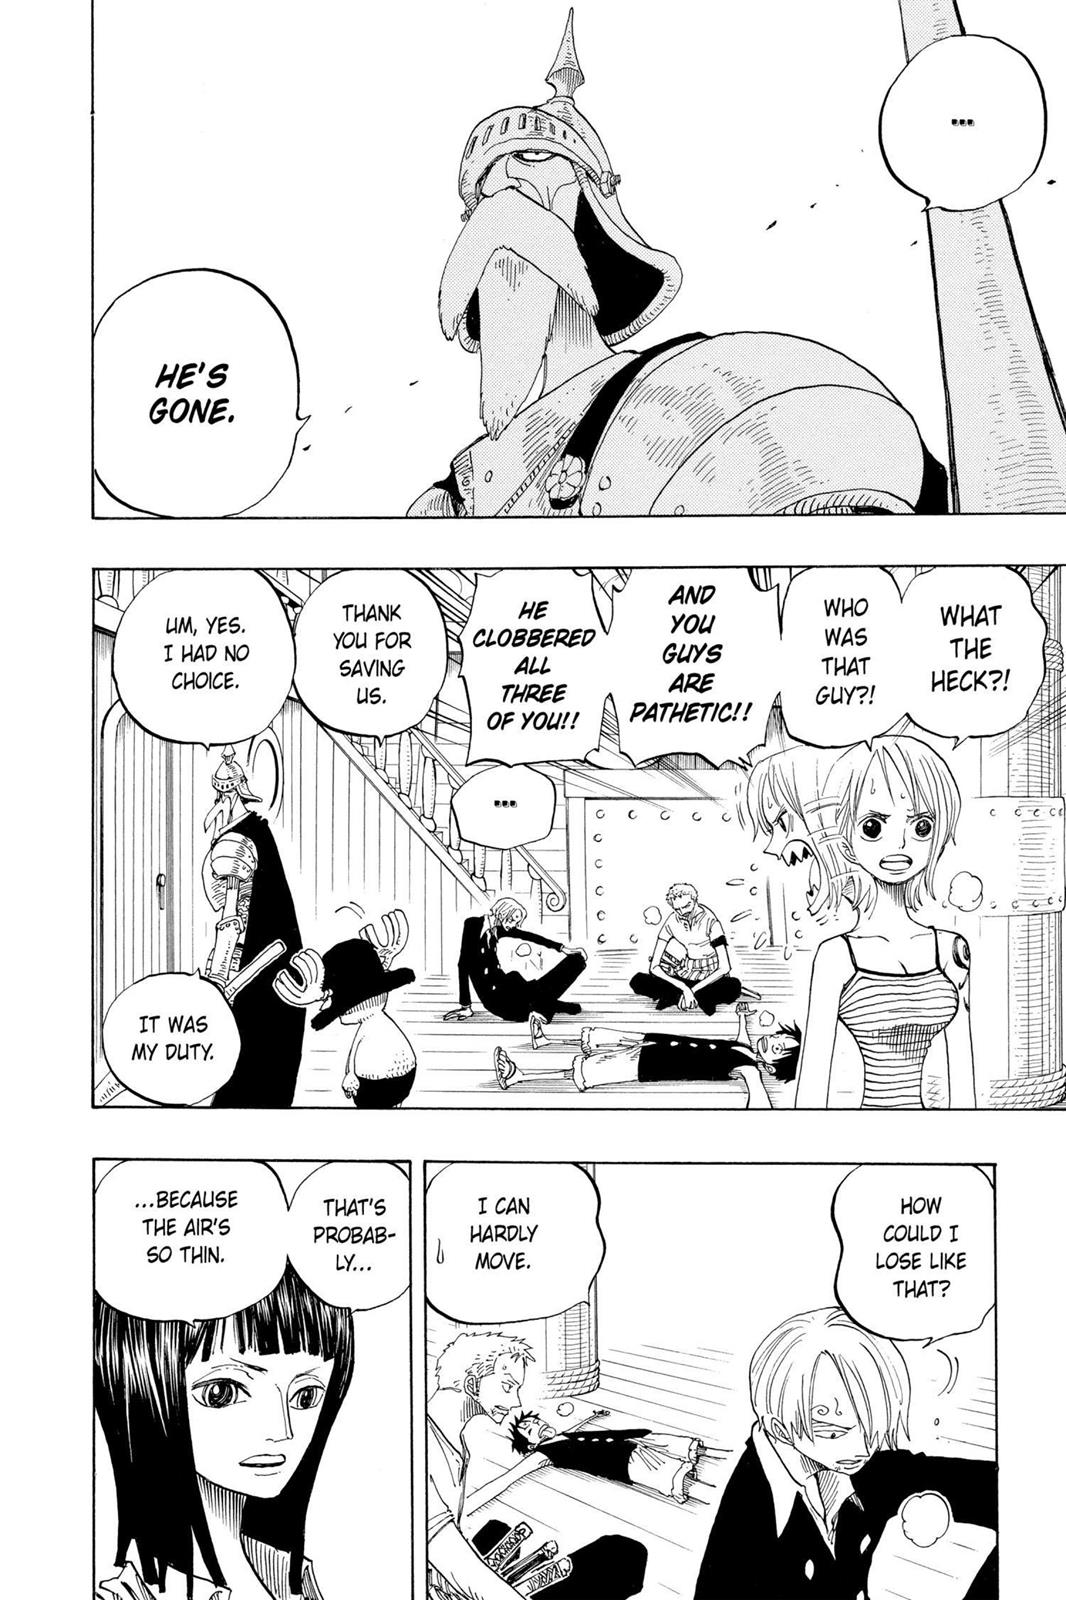 ...
HE'S
GONE.
WHAT
THE
HECK?!
WHO
WAS
THAT
GUY?!
AND
YOU
GUYS
ARE
PATHETIC!!
HE
CLOBBERED
ALL
THREE
OF YOU!!
...
THANK
YOU FOR
SAVING
US.
UM, YES.
I HAD NO
CHOICE.
IT WAS
MY DUTY.
HOW
COULD I
LOSE LIKE
THAT?
I CAN
HARDLY
MOVE.
THAT'S
PROBAB-
LY...
...BECAUSE
THE AIR'S
SO THIN.